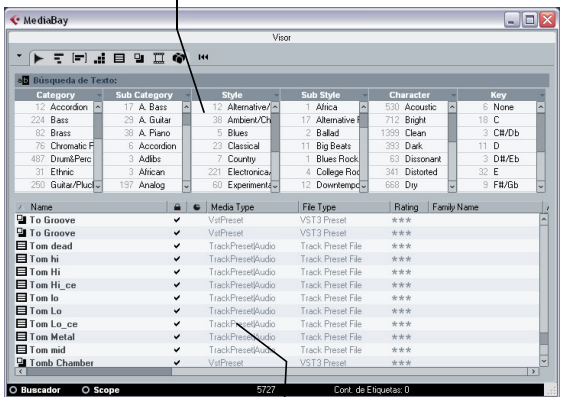 MediaBay
Visor
Búsqueda de Texto:
Category Sub Category Style Sub Style Character Key
12 Accordion 17 A. Bass 12 Alternative/ 1 Africa 530 Acoustic 6 None
224 Bass 29 A. Guitar 38 Ambient/Ch 17 Alternative 712 Bright 18 C
82 Brass 38 A. Piano 5 Blues 2 Ballad 1399 Clean 3 C#/Db
76 Chromatic P 6 Accordion 23 Classical 11 Big Beats 393 Dark 11 D
487 Drum&Perc 3 Adlibs 7 Country 1 Blues Rock 63 Dissonant 3 D#/Eb
31 Ethnic 3 African 221 Electronica/ 4 College Roc 341 Distorted 32 E
250 Guitar/Pluc 197 Analog 60 Experimenta 12 Downtempo 668 Dry 9 F#/Gb
Name Media Type File Type Rating Family Name
To Groove VstPreset VST3 Preset ***
To Groove VstPreset VST3 Preset ***
Tom dead TrackPreset|Audio Track Preset File ***
Tom hi TrackPreset|Audio Track Preset File ***
Tom Hi TrackPreset|Audio Track Preset File ***
Tom Hi_ce TrackPreset|Audio Track Preset File ***
Tom lo TrackPreset|Audio Track Preset File ***
Tom Lo TrackPreset|Audio Track Preset File ***
Tom Lo_ce TrackPreset|Audio Track Preset File ***
Tom Metal TrackPreset|Audio Track Preset File ***
Tom mid TrackPreset|Audio Track Preset File ***
Tomb Chamber VstPreset VST3 Preset ***
Buscador Scope 5727 Cont. de Etiquetas: 0